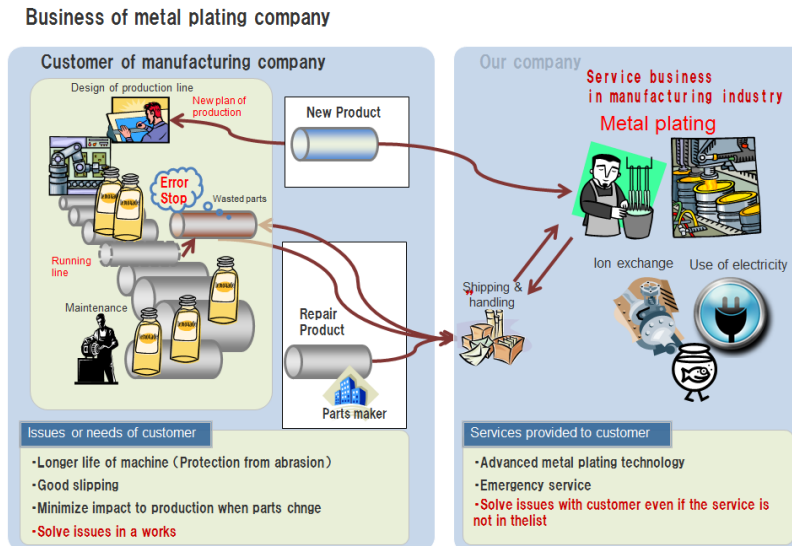 Business of metal plating company
Customer of manufacturing company
Design of production line
New plan of
production
New Product
Error
Stop
Wasted parts
Running
line
Maintenance
Repair
Product
Parts maker
Issues or needs of customer
・Longer life of machine（Protection from abrasion）
・Good slipping
・Minimize impact to production when parts chnge
・Solve issues in a works
Our company
Service business
in manufacturing industry
Metal plating
Ion exchange
Use of electricity
Shipping &
handling
Services provided to customer
・Advanced metal plating technology
・Emergency service
・Solve issues with customer even if the service is
not in thelist